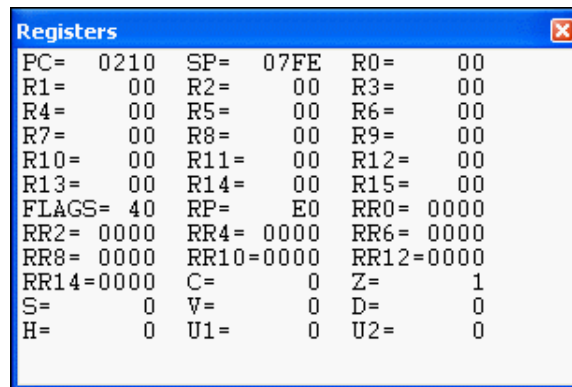 Registers
PC= 0210 SP= 07FE R0= 00
R1= 00 R2= 00 R3= 00
R4= 00 R5= 00 R6= 00
R7= 00 R8= 00 R9= 00
R10= 00 R11= 00 R12= 00
R13= 00 R14= 00 R15= 00
FLAGS= 40 RP= E0 RR0= 0000
RR2= 0000 RR4= 0000 RR6= 0000
RR8= 0000 RR10=0000 RR12=0000
RR14=0000 C= 0 Z= 1
S= 0 V= 0 D= 0
H= 0 U1= 0 U2= 0